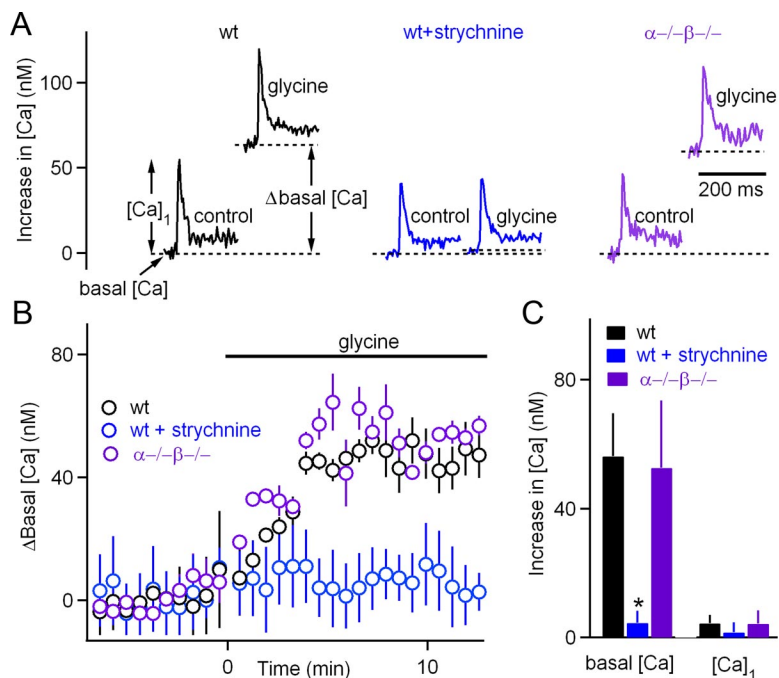 A
wt
wt+strychnine
α−/−β−/−
Increase in [Ca] (nM)
100
50
0
glycine
[Ca]1
control
Δbasal [Ca]
basal [Ca]
control
glycine
control
glycine
200 ms
B
glycine
ΔBasal [Ca] (nM)
80
40
0
wt
wt + strychnine
α−/−β−/−
0
Time (min)
10
C
wt
wt + strychnine
α−/−β−/−
Increase in [Ca] (nM)
80
40
0
*
basal [Ca]
[Ca]1